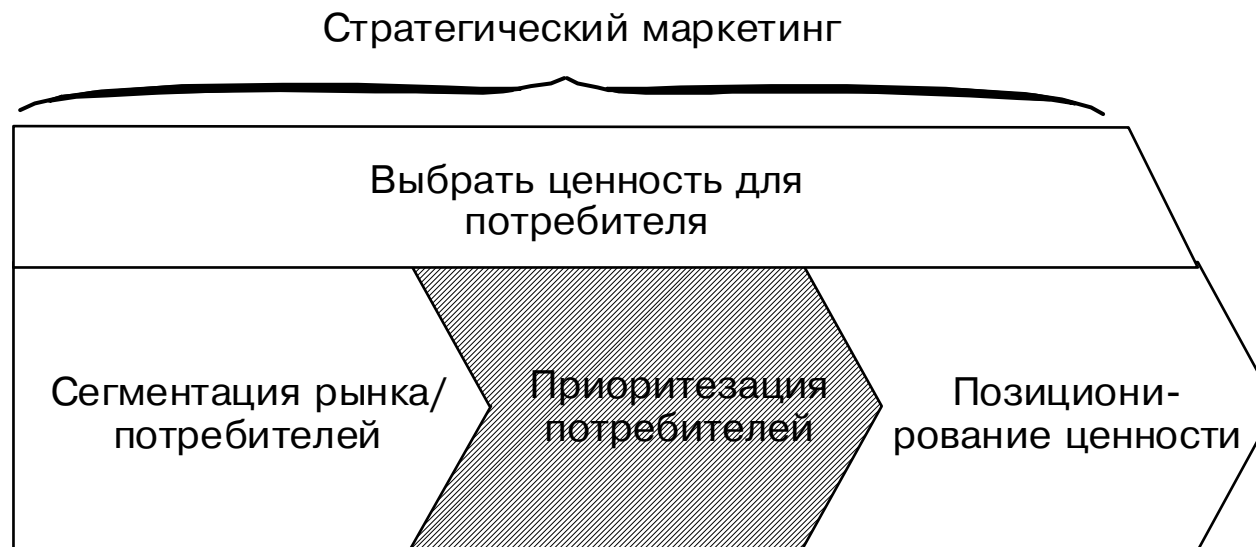 Стратегический маркетинг
Выбрать ценность для
потребителя
Сегментация рынка/
потребителей
Приоритезация
потребителей
Позициони-
рование ценности